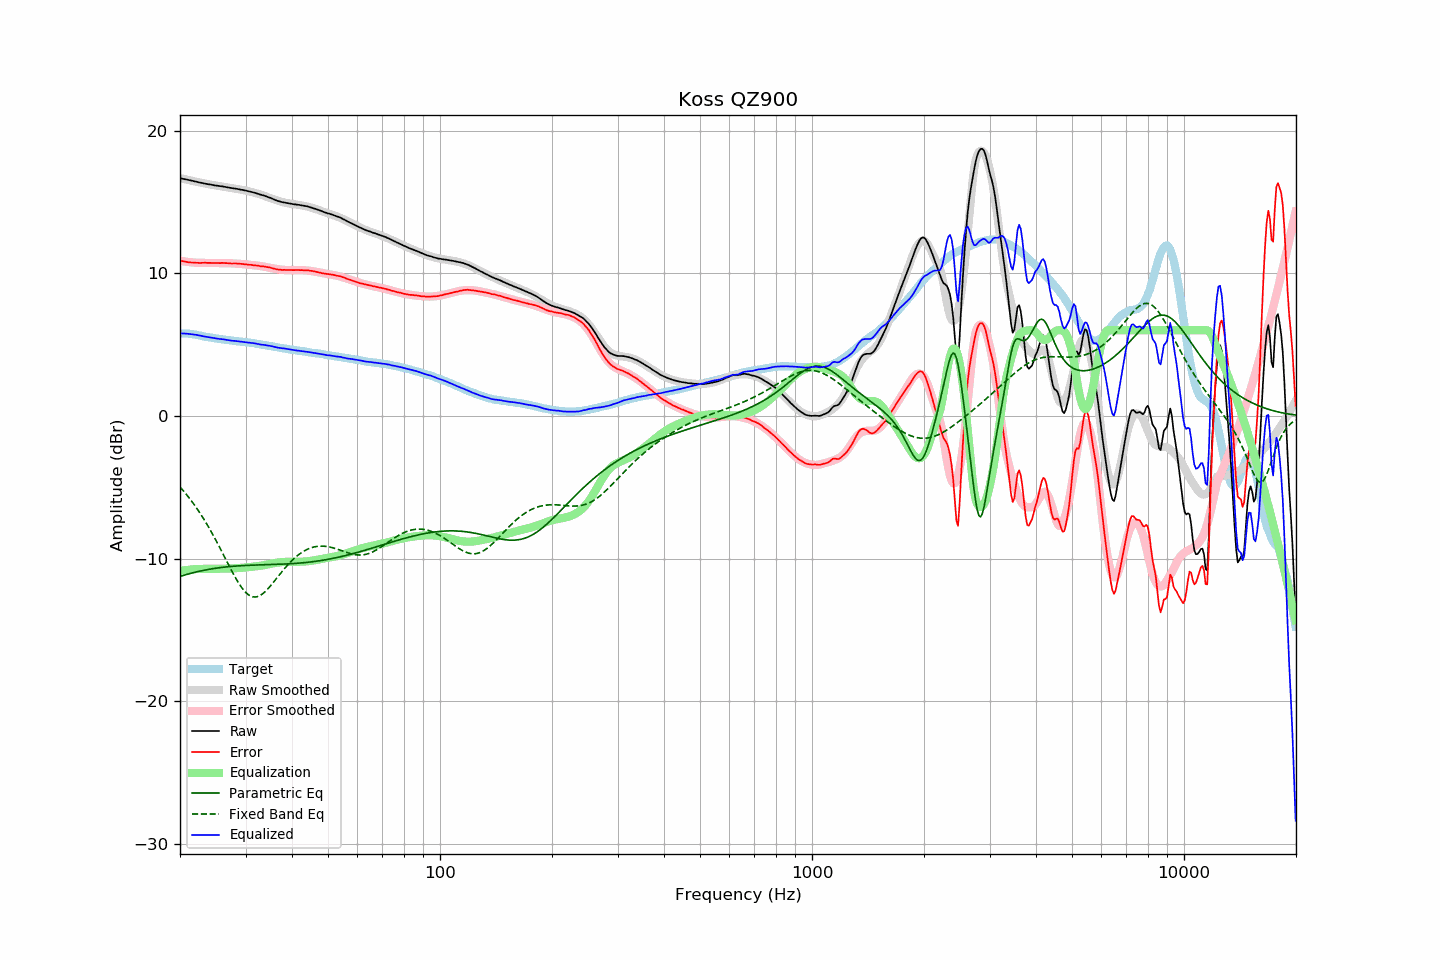 Koss QZ900
Amplitude (dBr)
20
10
0
−10
−20
−30
Target
Raw Smoothed
Error Smoothed
Raw
Error
Equalization
Parametric Eq
Fixed Band Eq
Equalized
100
1000
10000
Frequency (Hz)